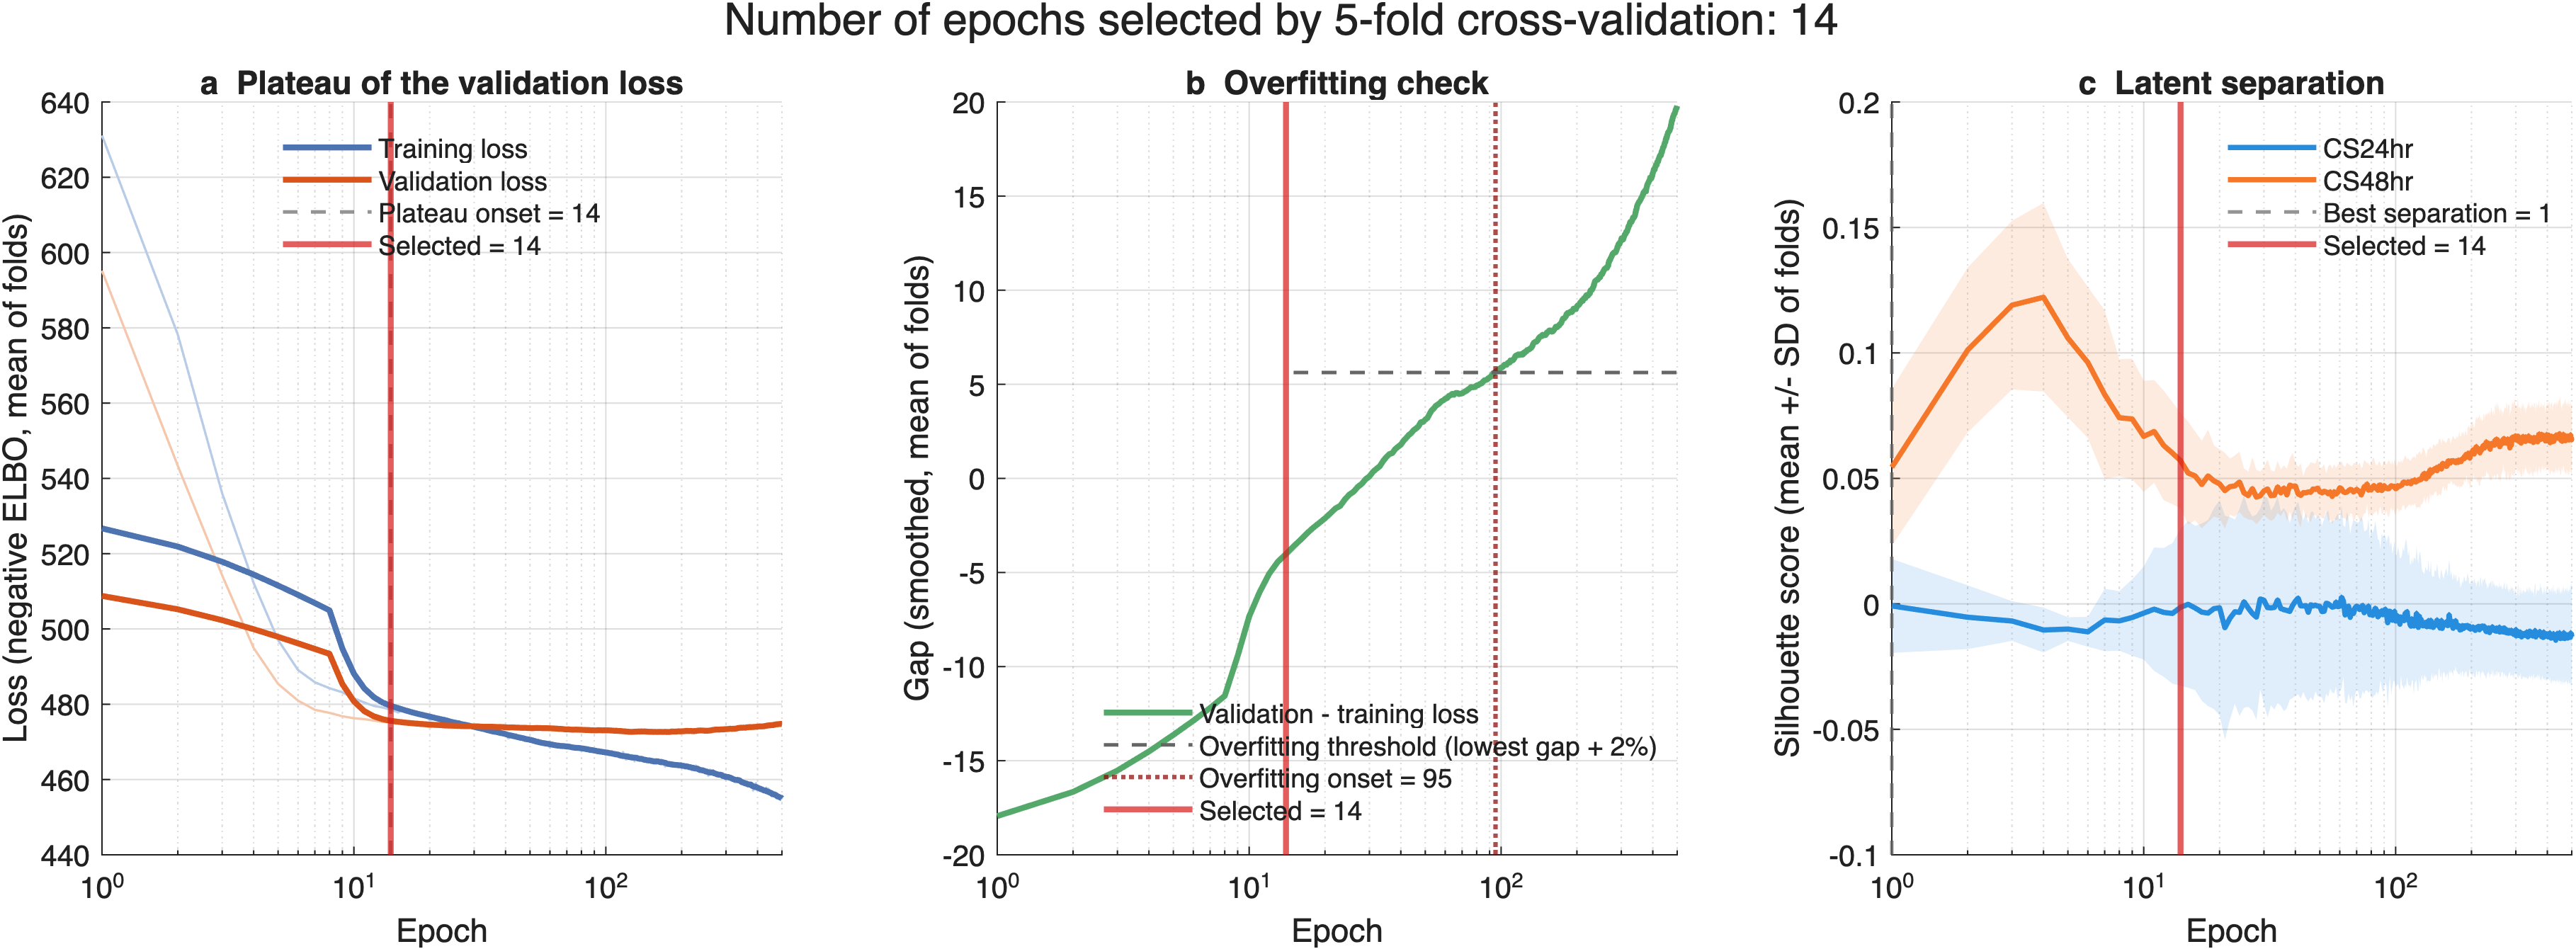 Number of epochs selected by 5-fold cross-validation: 14
a Plateau of the validation loss
640
620
600
580
560
540
520
500
480
460
440
Loss (negative ELBO, mean of folds)
Training loss
Validation loss
Plateau onset = 14
Selected = 14
10⁰
10¹
10²
Epoch
b Overfitting check
20
15
10
5
0
-5
-10
-15
-20
Gap (smoothed, mean of folds)
Validation - training loss
Overfitting threshold (lowest gap + 2%)
Overfitting onset = 95
Selected = 14
10⁰
10¹
10²
Epoch
c Latent separation
0.2
0.15
0.1
0.05
0
-0.05
-0.1
Silhouette score (mean +/- SD of folds)
CS24hr
CS48hr
Best separation = 1
Selected = 14
10⁰
10¹
10²
Epoch